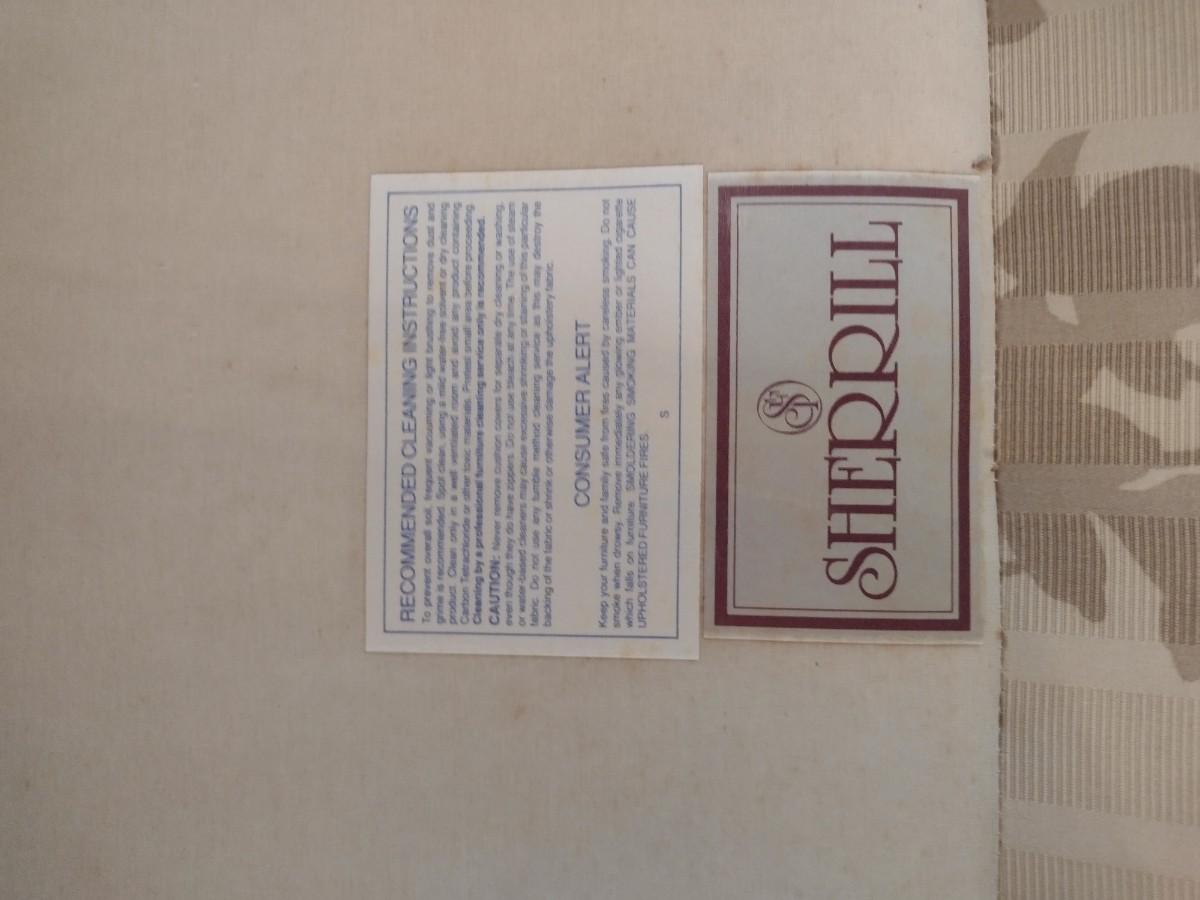 RECOMMENDED CLEANING INSTRUCTIONS
To prevent overall soil, frequent vacuuming or light brushing to remove dust and
grime is recommended. Spot clean, using a mild water-free solvent or dry cleaning
product. Clean only in a well ventilated room and avoid any product containing
Carbon Tetrachloride or other toxic materials. Pretest small area before proceeding.
Cleaning by a professional furniture cleaning service only is recommended.
CAUTION: Never remove cushion covers for separate dry cleaning or washing,
even though they do have zippers. Do not use bleach at any time. The use of steam
or water-based cleaners may cause excessive shrinking or staining of this particular
fabric. Do not use any tumble method cleaning service as this may destroy the
backing of the fabric or shrink or otherwise damage the upholstery fabric.
CONSUMER ALERT
Keep your furniture and family safe from fires caused by careless smoking. Do not
smoke when drowsy. Remove immediately any glowing ember or lighted cigarette
which falls on furniture. SMOLDERING SMOKING MATERIALS CAN CAUSE
UPHOLSTERED FURNITURE FIRES.
S
SHERRILL